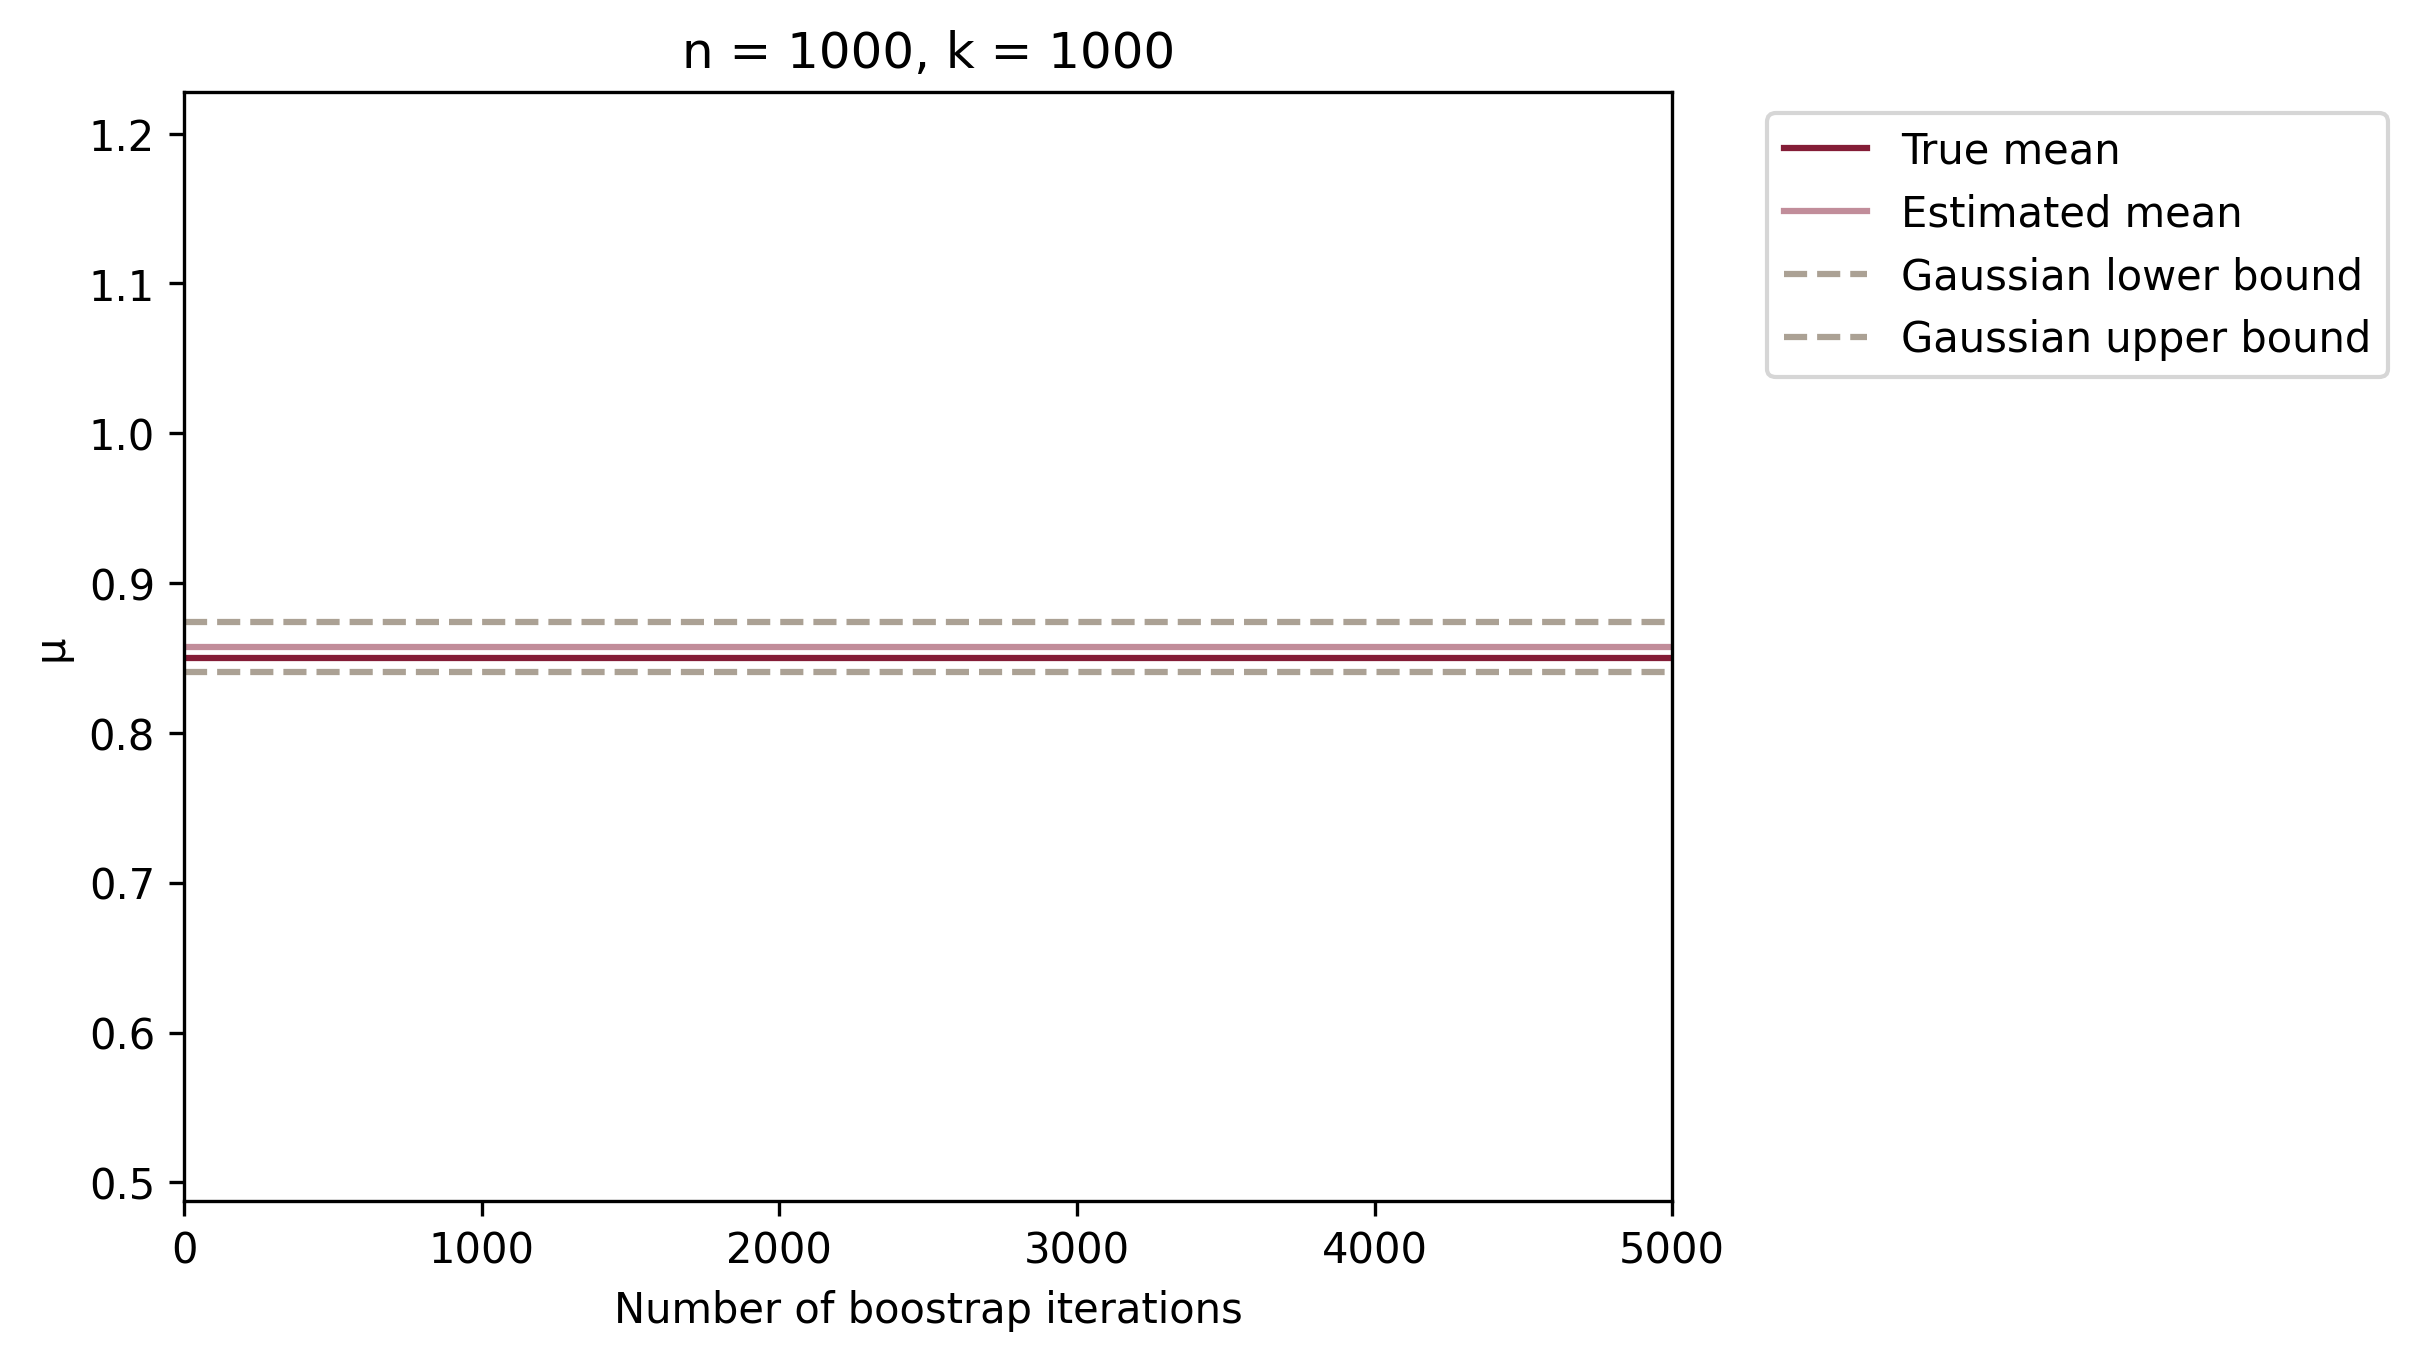 n = 1000, k = 1000
1.2
1.1
1.0
0.9
0.8
0.7
0.6
0.5
μ
0 1000 2000 3000 4000 5000
Number of boostrap iterations
True mean
Estimated mean
Gaussian lower bound
Gaussian upper bound